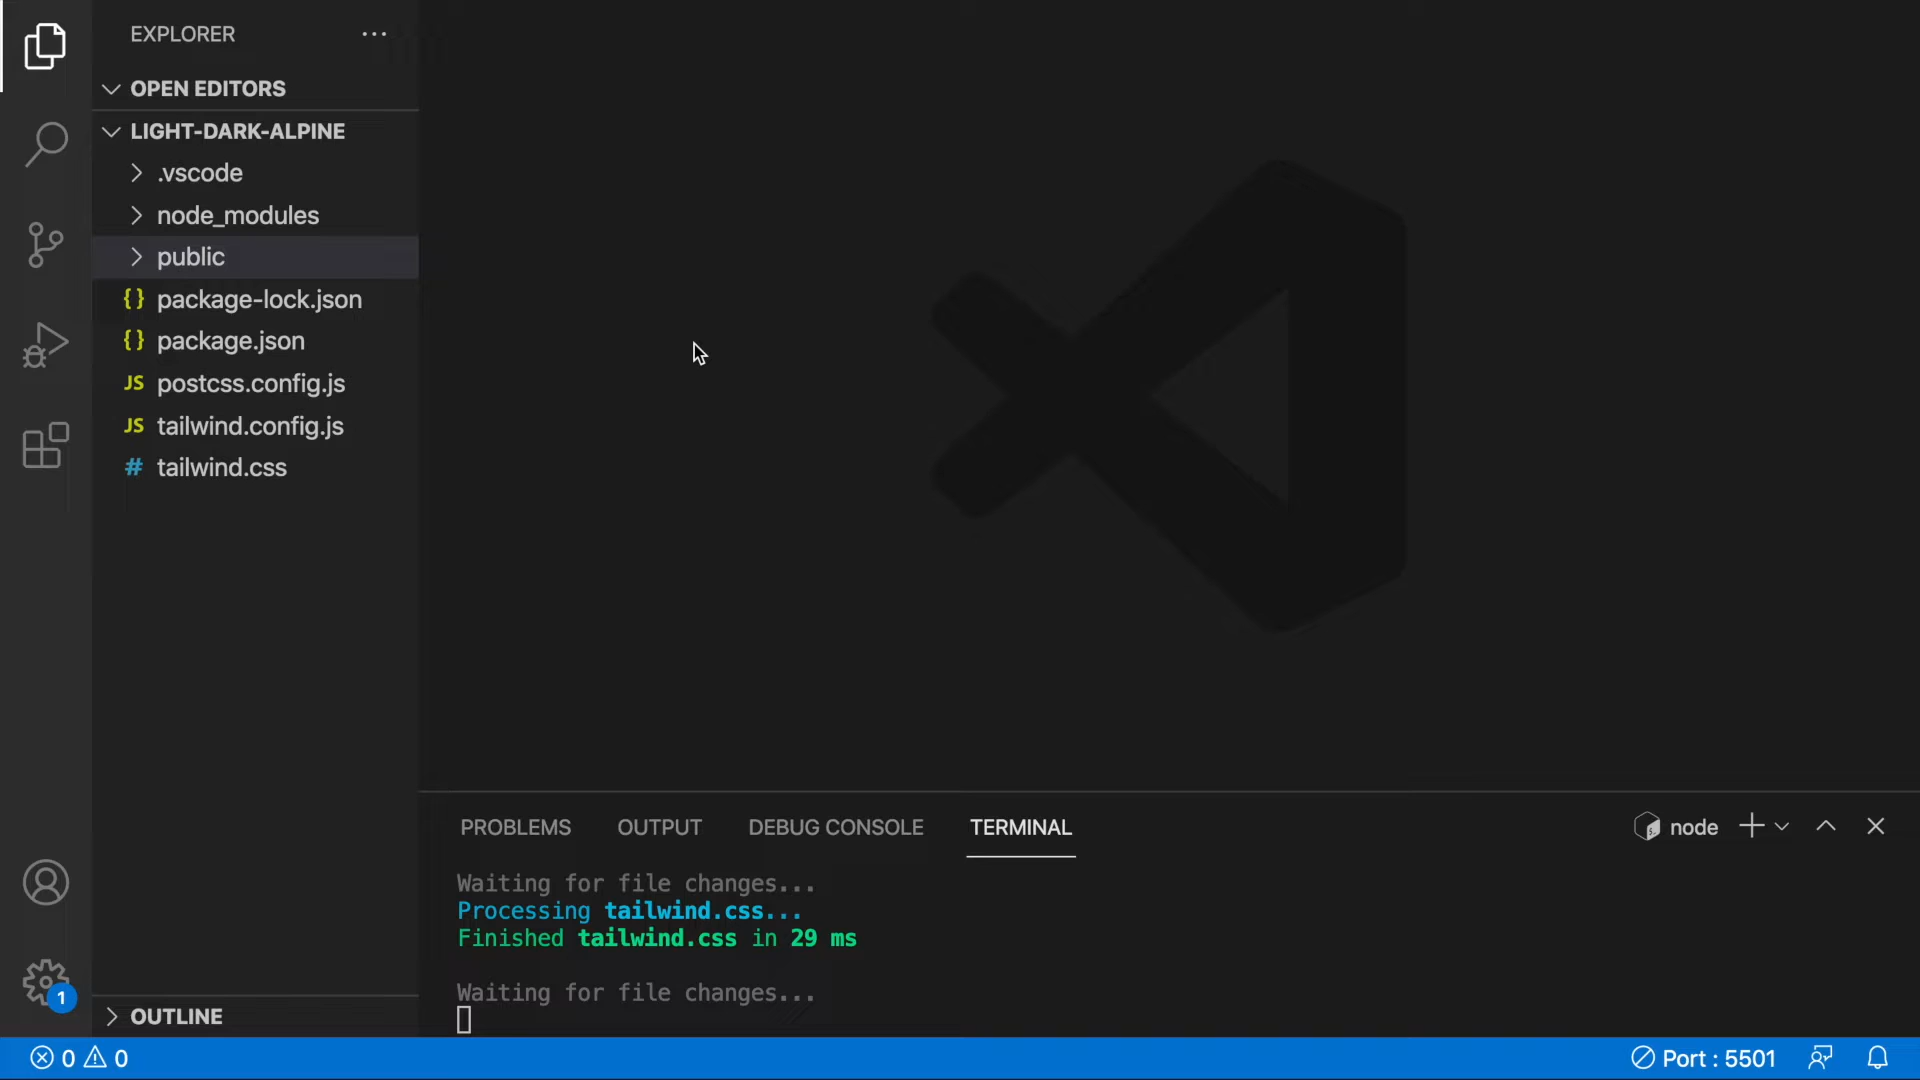 EXPLORER
OPEN EDITORS
LIGHT-DARK-ALPINE
.vscode
node_modules
public
{} package-lock.json
{} package.json
JS postcss.config.js
JS tailwind.config.js
# tailwind.css
OUTLINE
PROBLEMS OUTPUT DEBUG CONSOLE TERMINAL
node
Waiting for file changes...
Processing tailwind.css...
Finished tailwind.css in 29 ms
Waiting for file changes...
1
0 0
Port : 5501